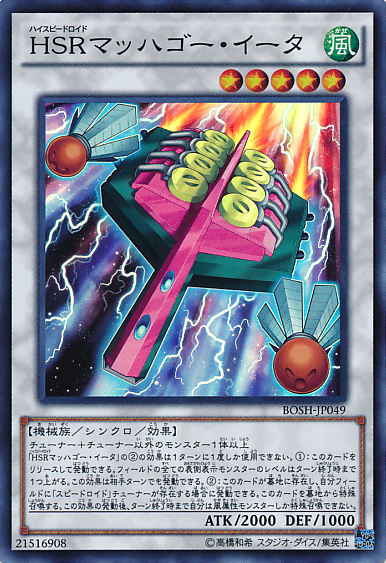 ハイスピードロイド
HSRマッハゴー・イータ
かぜ
風
BOSH-JP049
【機械族/シンクロ/効果】
チューナー+チューナー以外のモンスター1体以上
「HSRマッハゴー・イータ」の②の効果は1ターンに1度しか使用できない。①:このカードを
リリースして発動できる。フィールドの全ての表側表示モンスターのレベルはターン終了時まで
1つ上がる。この効果は相手ターンでも発動できる。②:このカードが墓地に存在し、自分フィー
ルドに「スピードロイド」チューナーが存在する場合に発動できる。このカードを墓地から特殊
召喚する。この効果の発動後、ターン終了時まで自分は風属性モンスターしか特殊召喚できない。
ATK/2000 DEF/1000
21516908
©高橋和希 スタジオ・ダイス/集英社